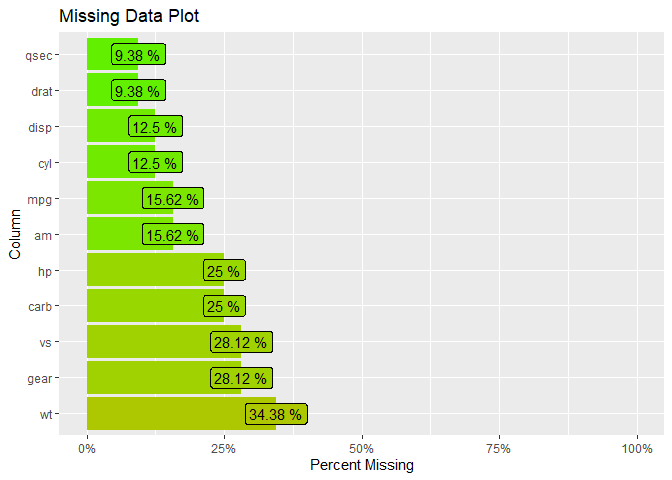 Missing Data Plot
Column
qsec 9.38 %
drat 9.38 %
disp 12.5 %
cyl 12.5 %
mpg 15.62 %
am 15.62 %
hp 25 %
carb 25 %
vs 28.12 %
gear 28.12 %
wt 34.38 %
0% 25% 50% 75% 100%
Percent Missing